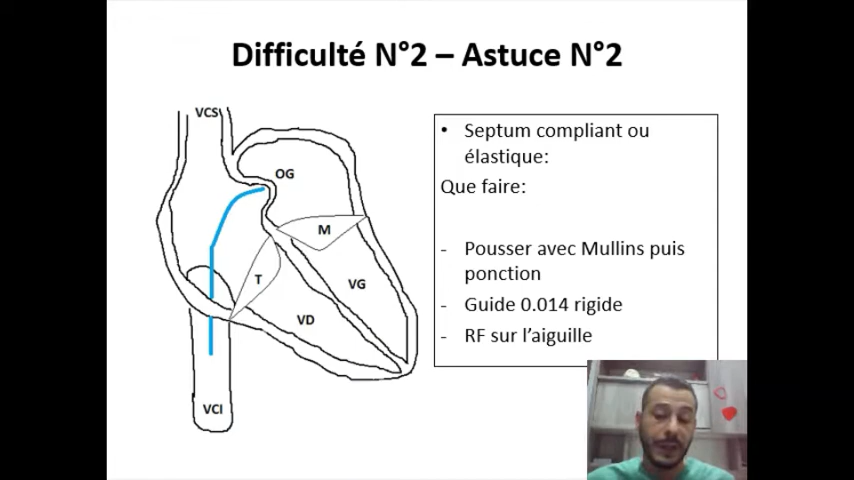 Difficulté N°2 – Astuce N°2
VCS
OG
M
T
VG
VD
VCI
• Septum compliant ou
élastique:
Que faire:
- Pousser avec Mullins puis
ponction
- Guide 0.014 rigide
- RF sur l’aiguille